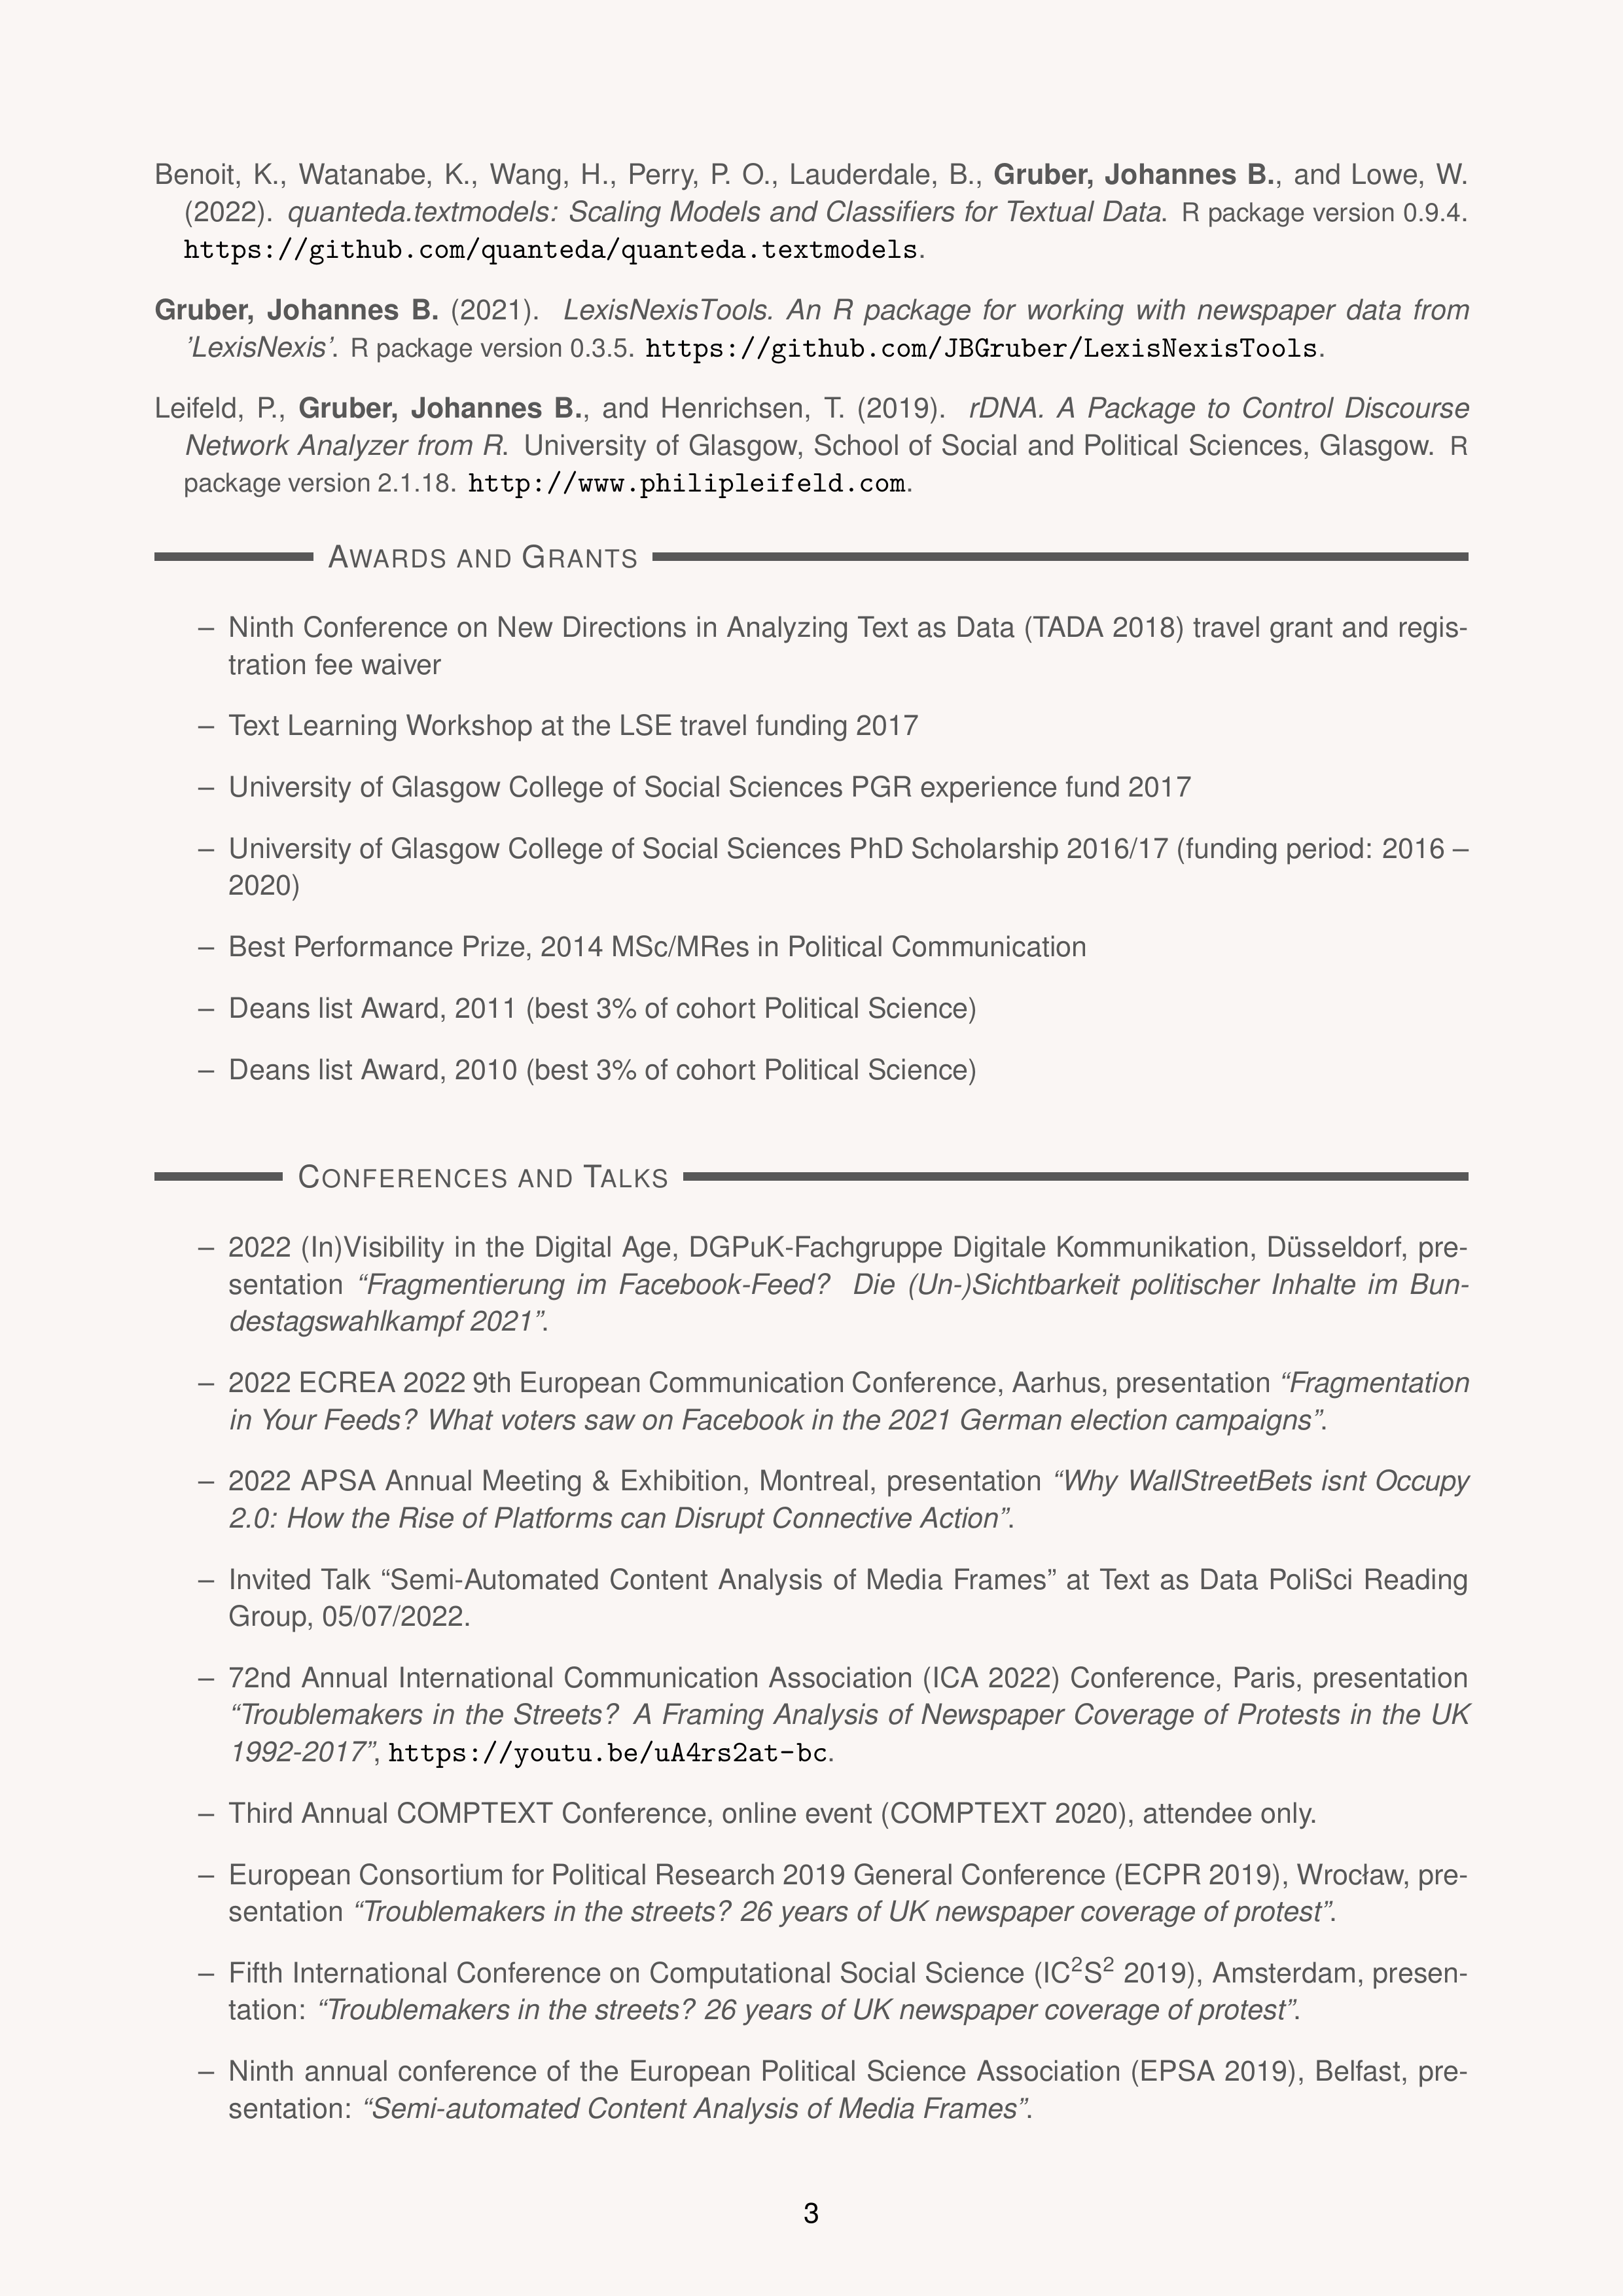 Benoit, K., Watanabe, K., Wang, H., Perry, P. O., Lauderdale, B., Gruber, Johannes B., and Lowe, W.
(2022). quanteda.textmodels: Scaling Models and Classifiers for Textual Data. R package version 0.9.4.
https://github.com/quanteda/quanteda.textmodels.
Gruber, Johannes B. (2021). LexisNexisTools. An R package for working with newspaper data from
’LexisNexis’. R package version 0.3.5. https://github.com/JBGruber/LexisNexisTools.
Leifeld, P., Gruber, Johannes B., and Henrichsen, T. (2019). rDNA. A Package to Control Discourse
Network Analyzer from R. University of Glasgow, School of Social and Political Sciences, Glasgow. R
package version 2.1.18. http://www.philipleifeld.com.
AWARDS AND GRANTS
– Ninth Conference on New Directions in Analyzing Text as Data (TADA 2018) travel grant and regis-
tration fee waiver
– Text Learning Workshop at the LSE travel funding 2017
– University of Glasgow College of Social Sciences PGR experience fund 2017
– University of Glasgow College of Social Sciences PhD Scholarship 2016/17 (funding period: 2016 –
2020)
– Best Performance Prize, 2014 MSc/MRes in Political Communication
– Deans list Award, 2011 (best 3% of cohort Political Science)
– Deans list Award, 2010 (best 3% of cohort Political Science)
CONFERENCES AND TALKS
– 2022 (In)Visibility in the Digital Age, DGPuK-Fachgruppe Digitale Kommunikation, Düsseldorf, pre-
sentation “Fragmentierung im Facebook-Feed? Die (Un-)Sichtbarkeit politischer Inhalte im Bun-
destagswahlkampf 2021”.
– 2022 ECREA 2022 9th European Communication Conference, Aarhus, presentation “Fragmentation
in Your Feeds? What voters saw on Facebook in the 2021 German election campaigns”.
– 2022 APSA Annual Meeting & Exhibition, Montreal, presentation “Why WallStreetBets isnt Occupy
2.0: How the Rise of Platforms can Disrupt Connective Action”.
– Invited Talk “Semi-Automated Content Analysis of Media Frames” at Text as Data PoliSci Reading
Group, 05/07/2022.
– 72nd Annual International Communication Association (ICA 2022) Conference, Paris, presentation
“Troublemakers in the Streets? A Framing Analysis of Newspaper Coverage of Protests in the UK
1992-2017”, https://youtu.be/uA4rs2at-bc.
– Third Annual COMPTEXT Conference, online event (COMPTEXT 2020), attendee only.
– European Consortium for Political Research 2019 General Conference (ECPR 2019), Wrocław, pre-
sentation “Troublemakers in the streets? 26 years of UK newspaper coverage of protest”.
– Fifth International Conference on Computational Social Science (IC²S² 2019), Amsterdam, presen-
tation: “Troublemakers in the streets? 26 years of UK newspaper coverage of protest”.
– Ninth annual conference of the European Political Science Association (EPSA 2019), Belfast, pre-
sentation: “Semi-automated Content Analysis of Media Frames”.
3